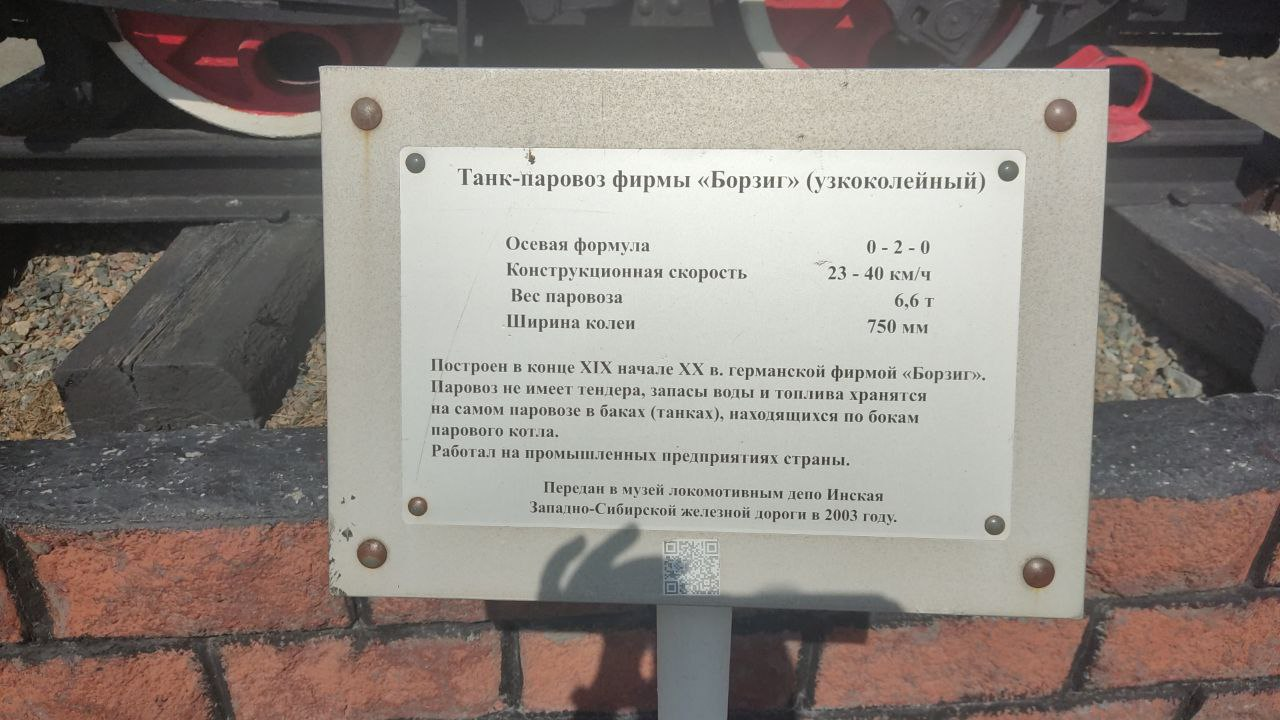 Танк-паровоз фирмы «Борзиг» (узкоколейный)
Осевая формула 0 - 2 - 0
Конструкционная скорость 23 - 40 км/ч
Вес паровоза 6,6 т
Ширина колеи 750 мм
Построен в конце XIX начале XX в. германской фирмой «Борзиг».
Паровоз не имеет тендера, запасы воды и топлива хранятся
на самом паровозе в баках (танках), находящихся по бокам
парового котла.
Работал на промышленных предприятиях страны.
Передан в музей локомотивным депо Инская
Западно-Сибирской железной дороги в 2003 году.